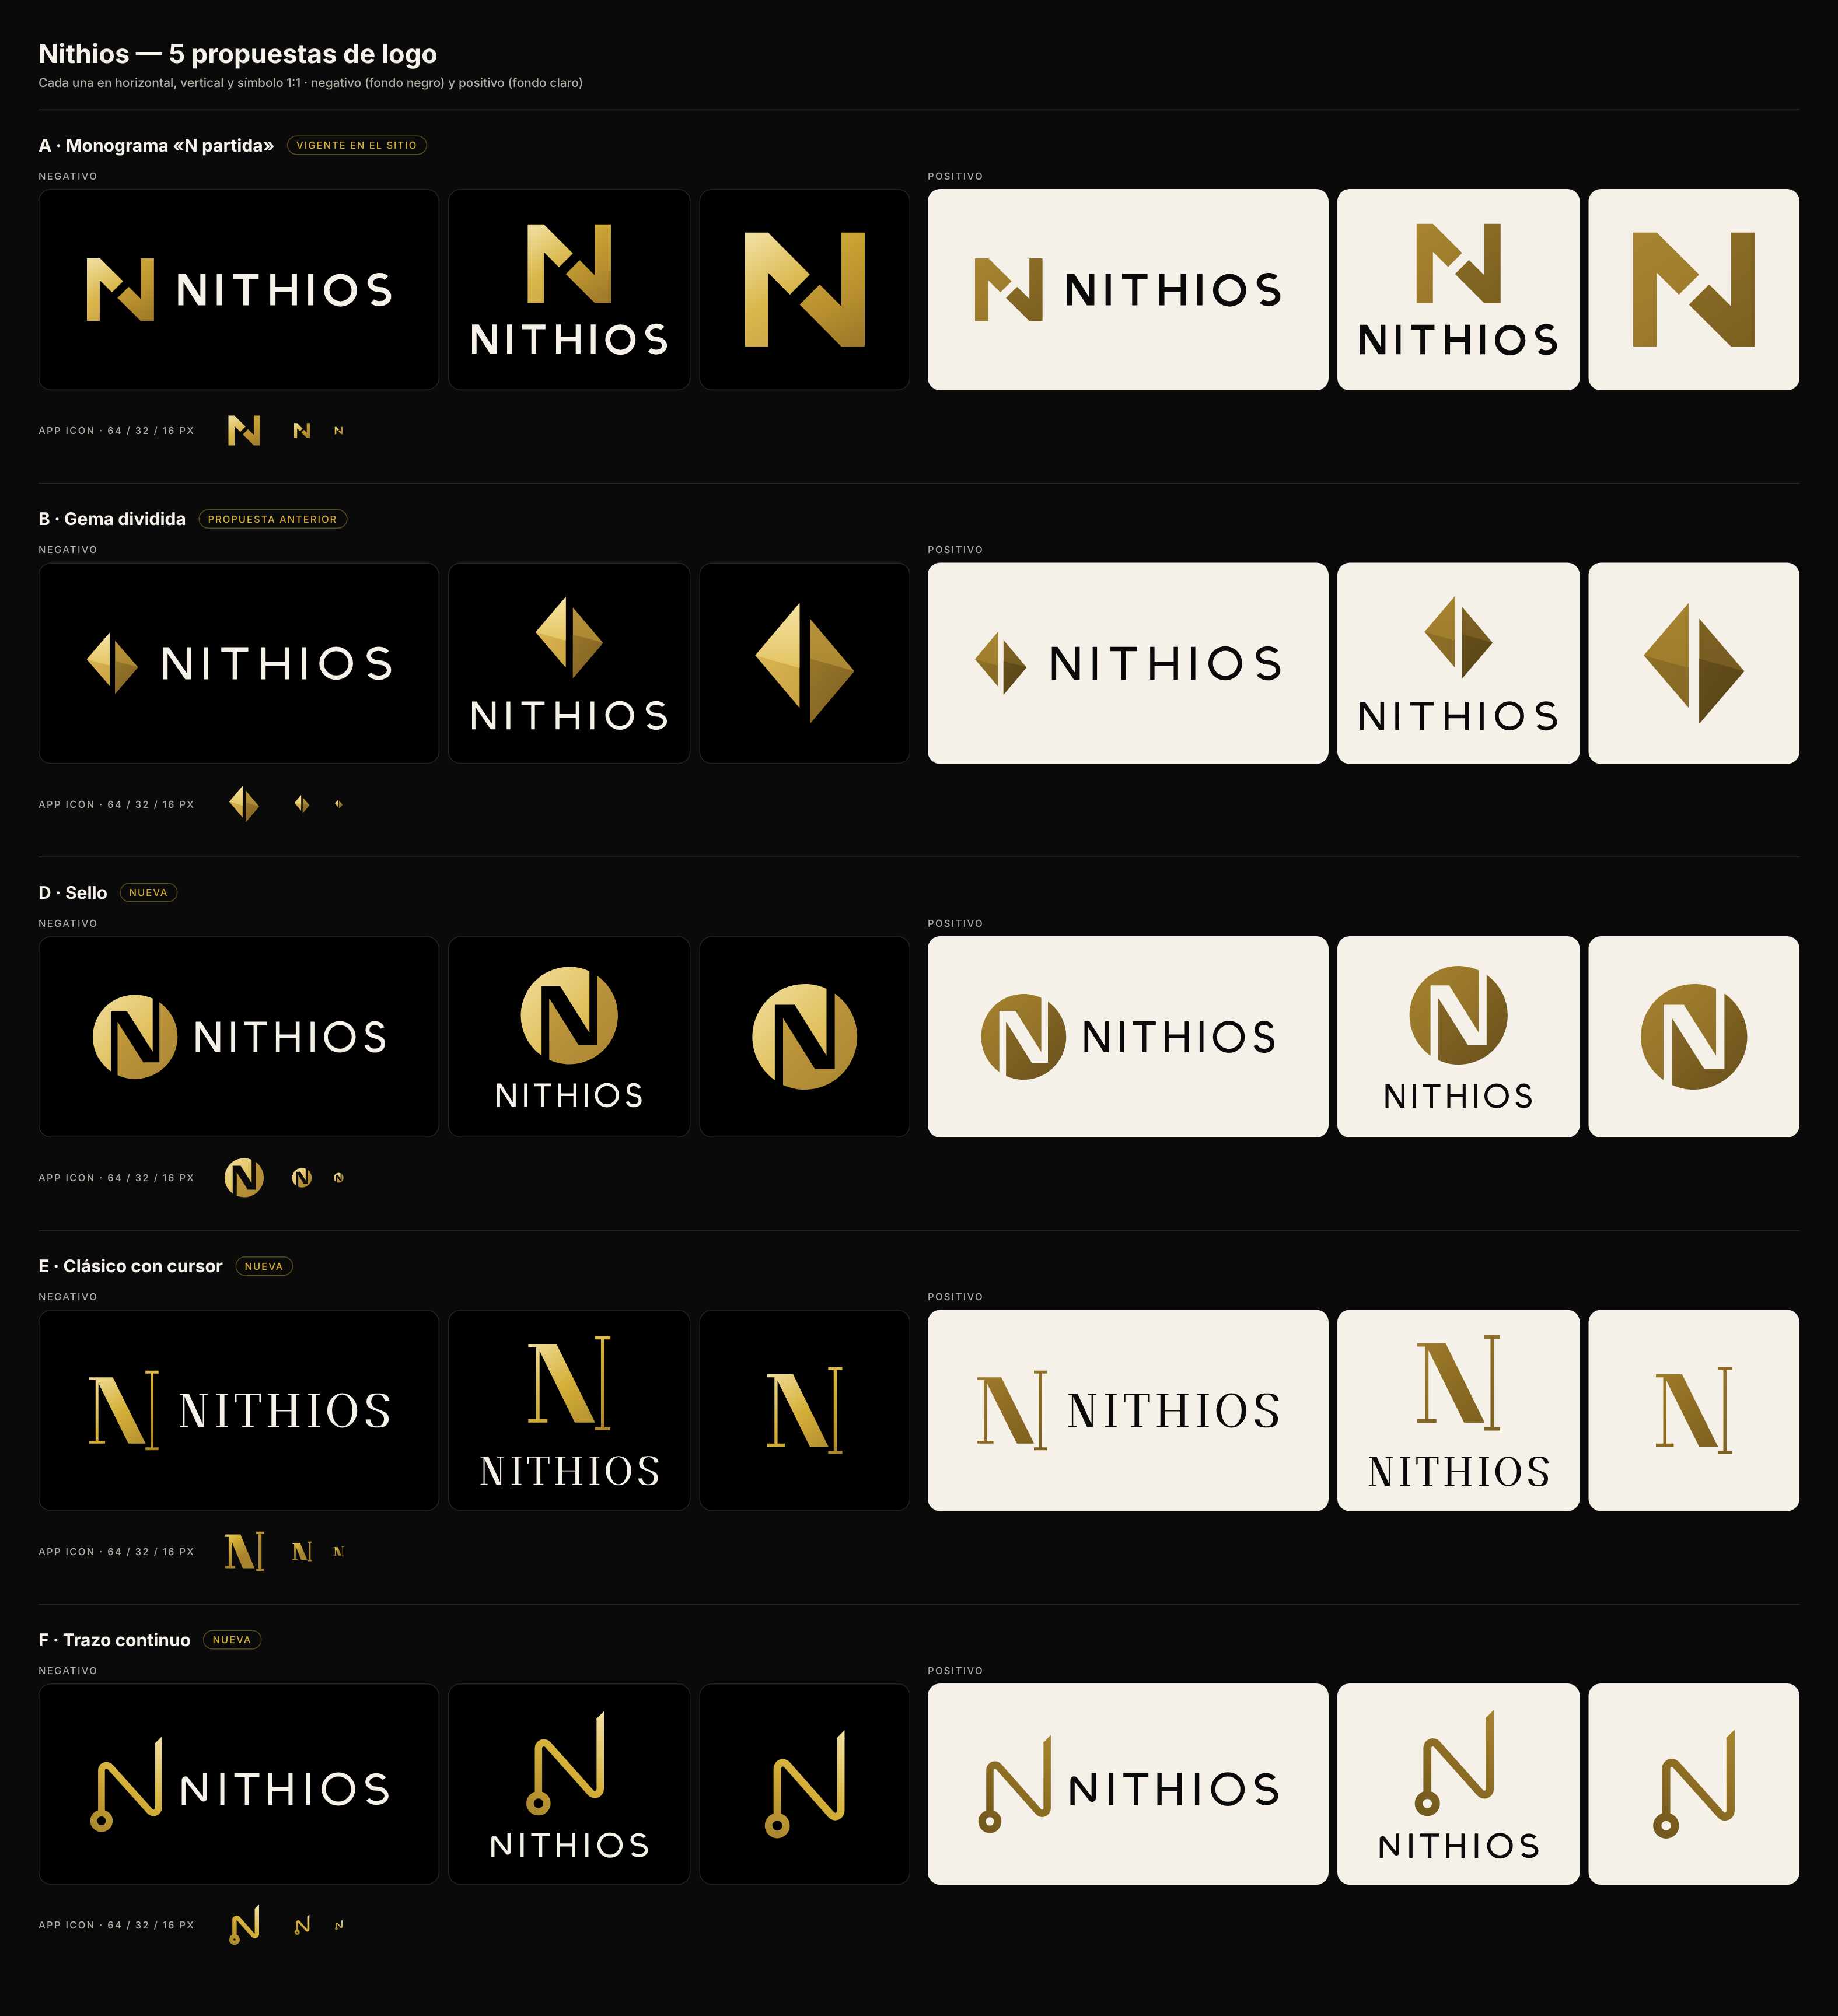 Nithios — 5 propuestas de logo
Cada una en horizontal, vertical y símbolo 1:1 · negativo (fondo negro) y positivo (fondo claro)
A · Monograma «N partida» VIGENTE EN EL SITIO
NEGATIVO
POSITIVO
N NITHIOS
N
NITHIOS
N
N NITHIOS
N
NITHIOS
N
APP ICON · 64 / 32 / 16 PX N N N
B · Gema dividida PROPUESTA ANTERIOR
NEGATIVO
POSITIVO
NITHIOS
NITHIOS
NITHIOS
NITHIOS
APP ICON · 64 / 32 / 16 PX
D · Sello NUEVA
NEGATIVO
POSITIVO
N NITHIOS
N
NITHIOS
N
N NITHIOS
N
NITHIOS
N
APP ICON · 64 / 32 / 16 PX N N N
E · Clásico con cursor NUEVA
NEGATIVO
POSITIVO
N NITHIOS
N
NITHIOS
N
N NITHIOS
N
NITHIOS
N
APP ICON · 64 / 32 / 16 PX N N N
F · Trazo continuo NUEVA
NEGATIVO
POSITIVO
N NITHIOS
N
NITHIOS
N
N NITHIOS
N
NITHIOS
N
APP ICON · 64 / 32 / 16 PX N N N